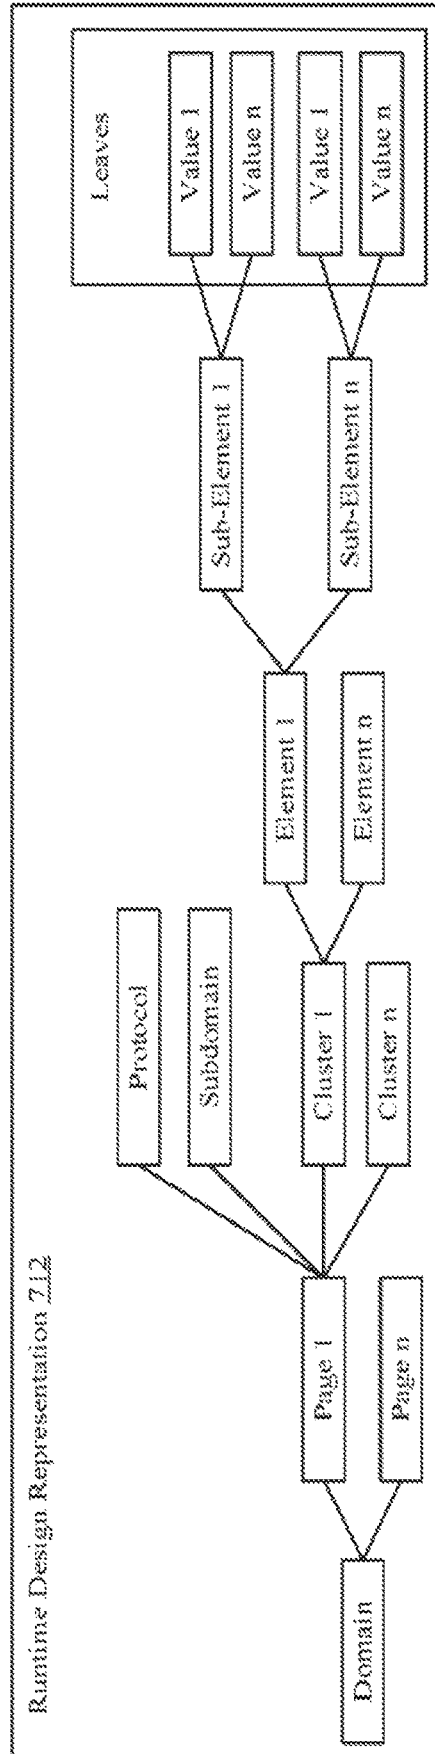 Runtime Design Representation 712
Domain
Page 1
Page n
Protocol
Subdomain
Cluster 1
Cluster n
Element 1
Element n
Sub-Element 1
Sub-Element n
Leaves
Value 1
Value n
Value 1
Value n